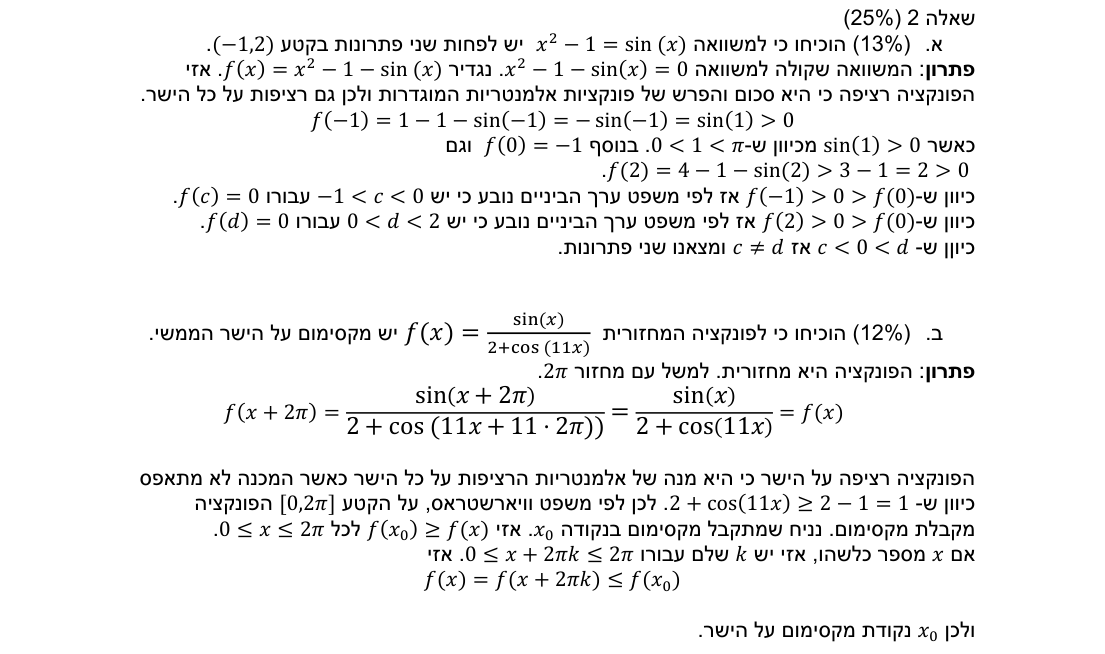 שאלה 2 (25%)
א. (13%) הוכיחו כי למשוואה x² − 1 = sin (x) יש לפחות שני פתרונות בקטע (−1,2).
פתרון: המשוואה שקולה למשוואה x² − 1 − sin(x) = 0. נגדיר f(x) = x² − 1 − sin (x). אזי
הפונקציה רציפה כי היא סכום והפרש של פונקציות אלמנטריות המוגדרות ולכן גם רציפות על כל הישר.
f(−1) = 1 − 1 − sin(−1) = − sin(−1) = sin(1) > 0
כאשר sin(1) > 0 מכיוון ש-0 < 1 < π. בנוסף f(0) = −1 וגם
f(2) = 4 − 1 − sin(2) > 3 − 1 = 2 > 0.
כיוון ש-f(−1) > 0 > f(0) אז לפי משפט ערך הביניים נובע כי יש −1 < c < 0 עבורו f(c) = 0.
כיוון ש-f(2) > 0 > f(0) אז לפי משפט ערך הביניים נובע כי יש 0 < d < 2 עבורו f(d) = 0.
כיוןן ש- c < 0 < d אז c ≠ d ומצאנו שני פתרונות.
ב. (12%) הוכיחו כי לפונקציה המחזורית f(x) = sin(x)/(2+cos (11x)) יש מקסימום על הישר הממשי.
פתרון: הפונקציה היא מחזורית. למשל עם מחזור 2π.
f(x + 2π) = sin(x + 2π)/(2 + cos (11x + 11 · 2π)) = sin(x)/(2 + cos(11x)) = f(x)
הפונקציה רציפה על הישר כי היא מנה של אלמנטריות הרציפות על כל הישר כאשר המכנה לא מתאפס
כיוון ש- 2 + cos(11x) ≥ 2 − 1 = 1. לכן לפי משפט וויארשטראס, על הקטע [0,2π] הפונקציה
מקבלת מקסימום. נניח שמתקבל מקסימום בנקודה x₀. אזי f(x₀) ≥ f(x) לכל 0 ≤ x ≤ 2π.
אם x מספר כלשהו, אזי יש k שלם עבורו 0 ≤ x + 2πk ≤ 2π. אזי
f(x) = f(x + 2πk) ≤ f(x₀)
ולכן x₀ נקודת מקסימום על הישר.